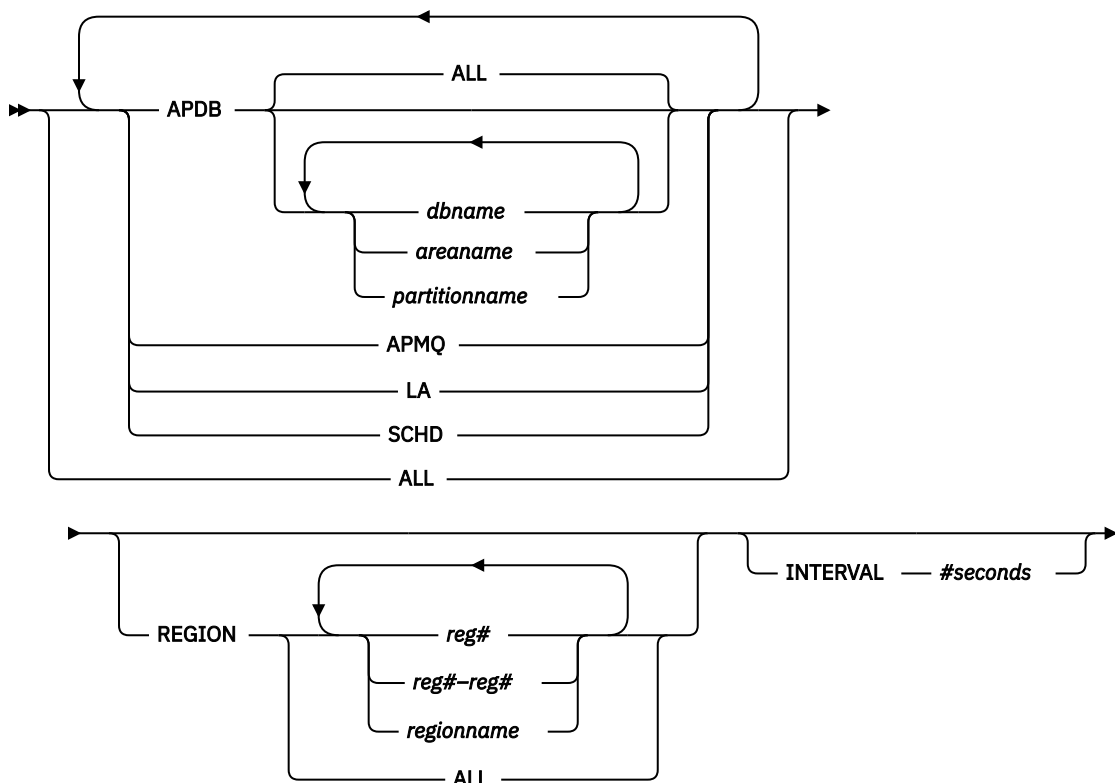 ALL
APDB
dbname
areaname
partitionname
APMQ
LA
SCHD
ALL
INTERVAL #seconds
REGION reg#
reg#–reg#
regionname
ALL